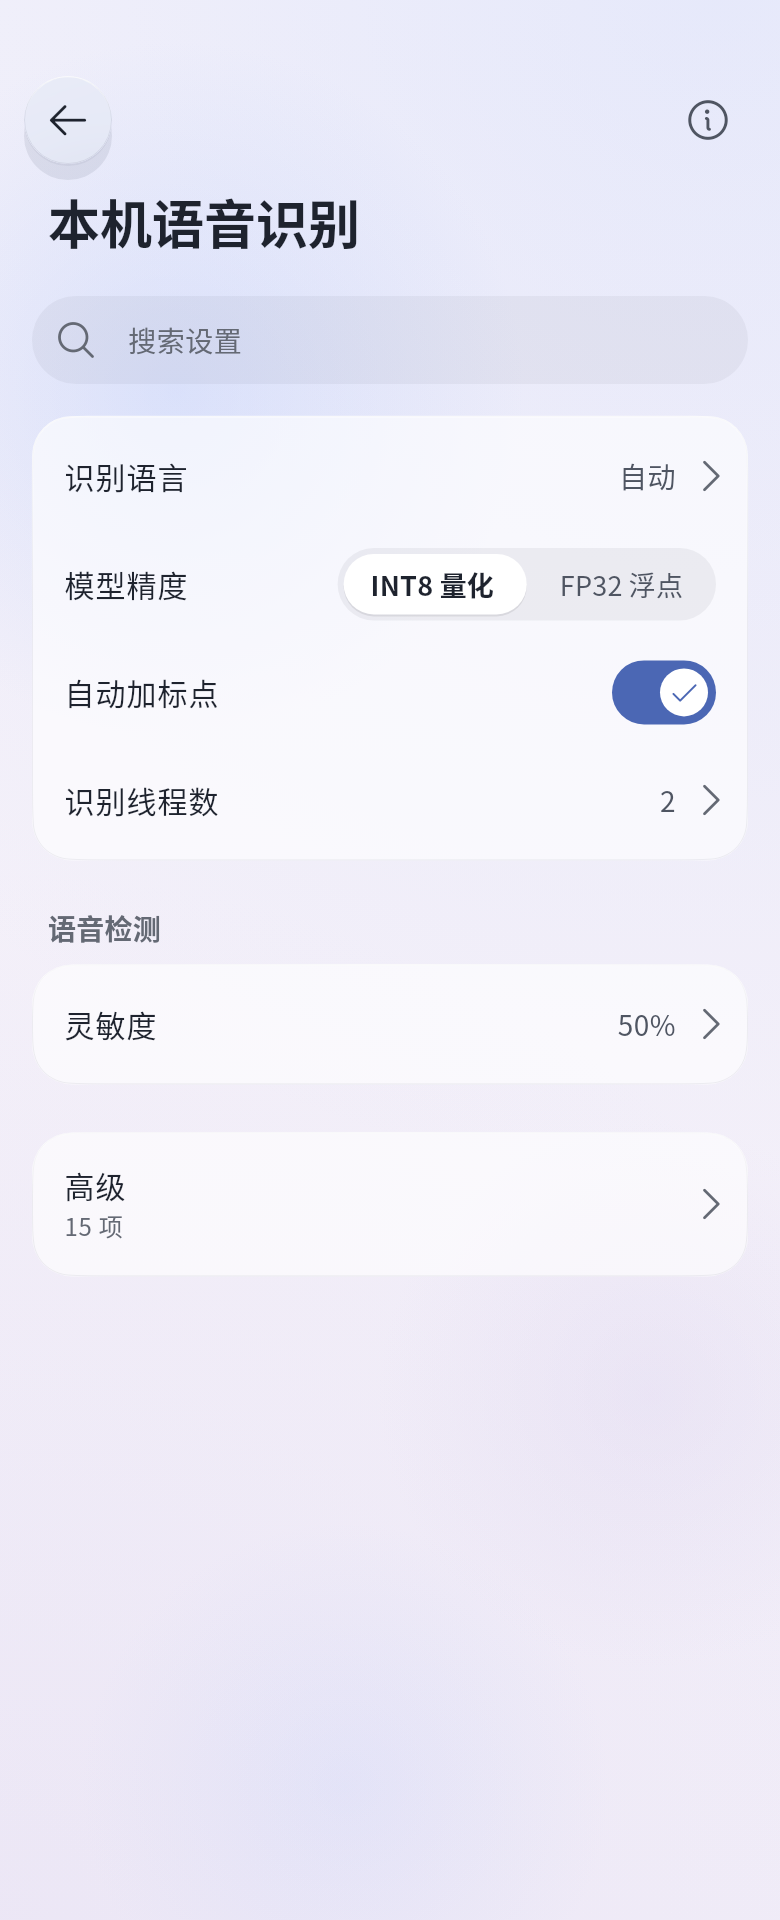 本机语音识别
搜索设置
识别语言 自动
模型精度 INT8 量化 FP32 浮点
自动加标点
识别线程数 2
语音检测
灵敏度 50%
高级
15 项